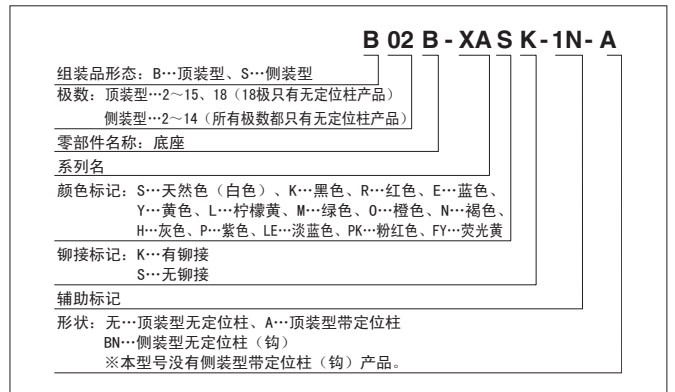 B 02 B - XA S K - 1N - A
组装品形态：B…顶装型、S…侧装型
极数：顶装型…2～15、18（18极只有无定位柱产品）
侧装型…2～14（所有极数都只有无定位柱产品）
零部件名称：底座
系列名
颜色标记：S…天然色（白色）、K…黑色、R…红色、E…蓝色、
Y…黄色、L…柠檬黄、M…绿色、O…橙色、N…褐色、
H…灰色、P…紫色、LE…淡蓝色、PK…粉红色、FY…荧光黄
铆接标记：K…有铆接
S…无铆接
辅助标记
形状：无…顶装型无定位柱、A…顶装型带定位柱
BN…侧装型无定位柱（钩）
※本型号没有侧装型带定位柱（钩）产品。